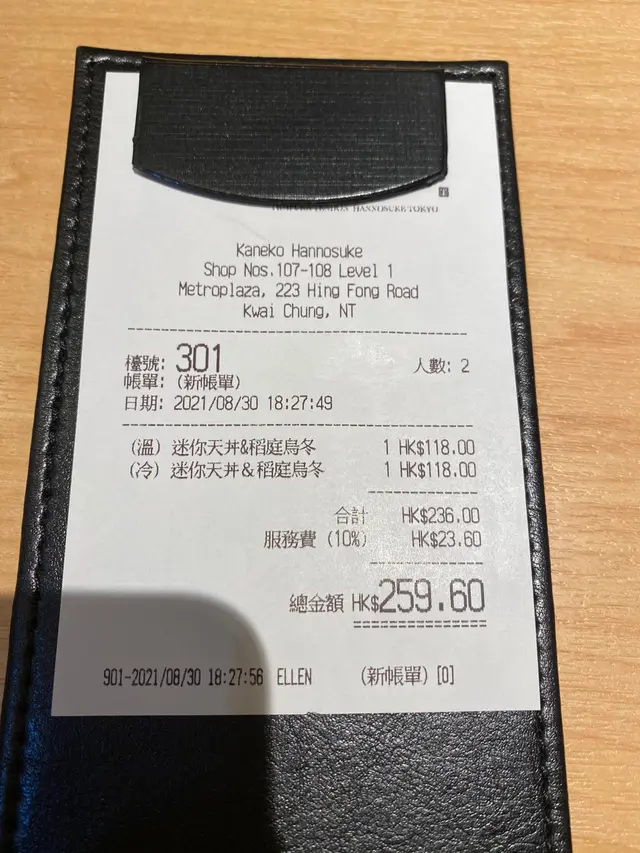 HANNOSUKE TOKYO
Kaneko Hannosuke
Shop Nos.107-108 Level 1
Metroplaza, 223 Hing Fong Road
Kwai Chung, NT
檯號: 301 人數: 2
帳單: (新帳單)
日期: 2021/08/30 18:27:49
(溫) 迷你天丼&稻庭烏冬 1 HK$118.00
(冷) 迷你天丼&稻庭烏冬 1 HK$118.00
合計 HK$236.00
服務費 (10%) HK$23.60
總金額 HK$259.60
901-2021/08/30 18:27:56 ELLEN (新帳單) [0]